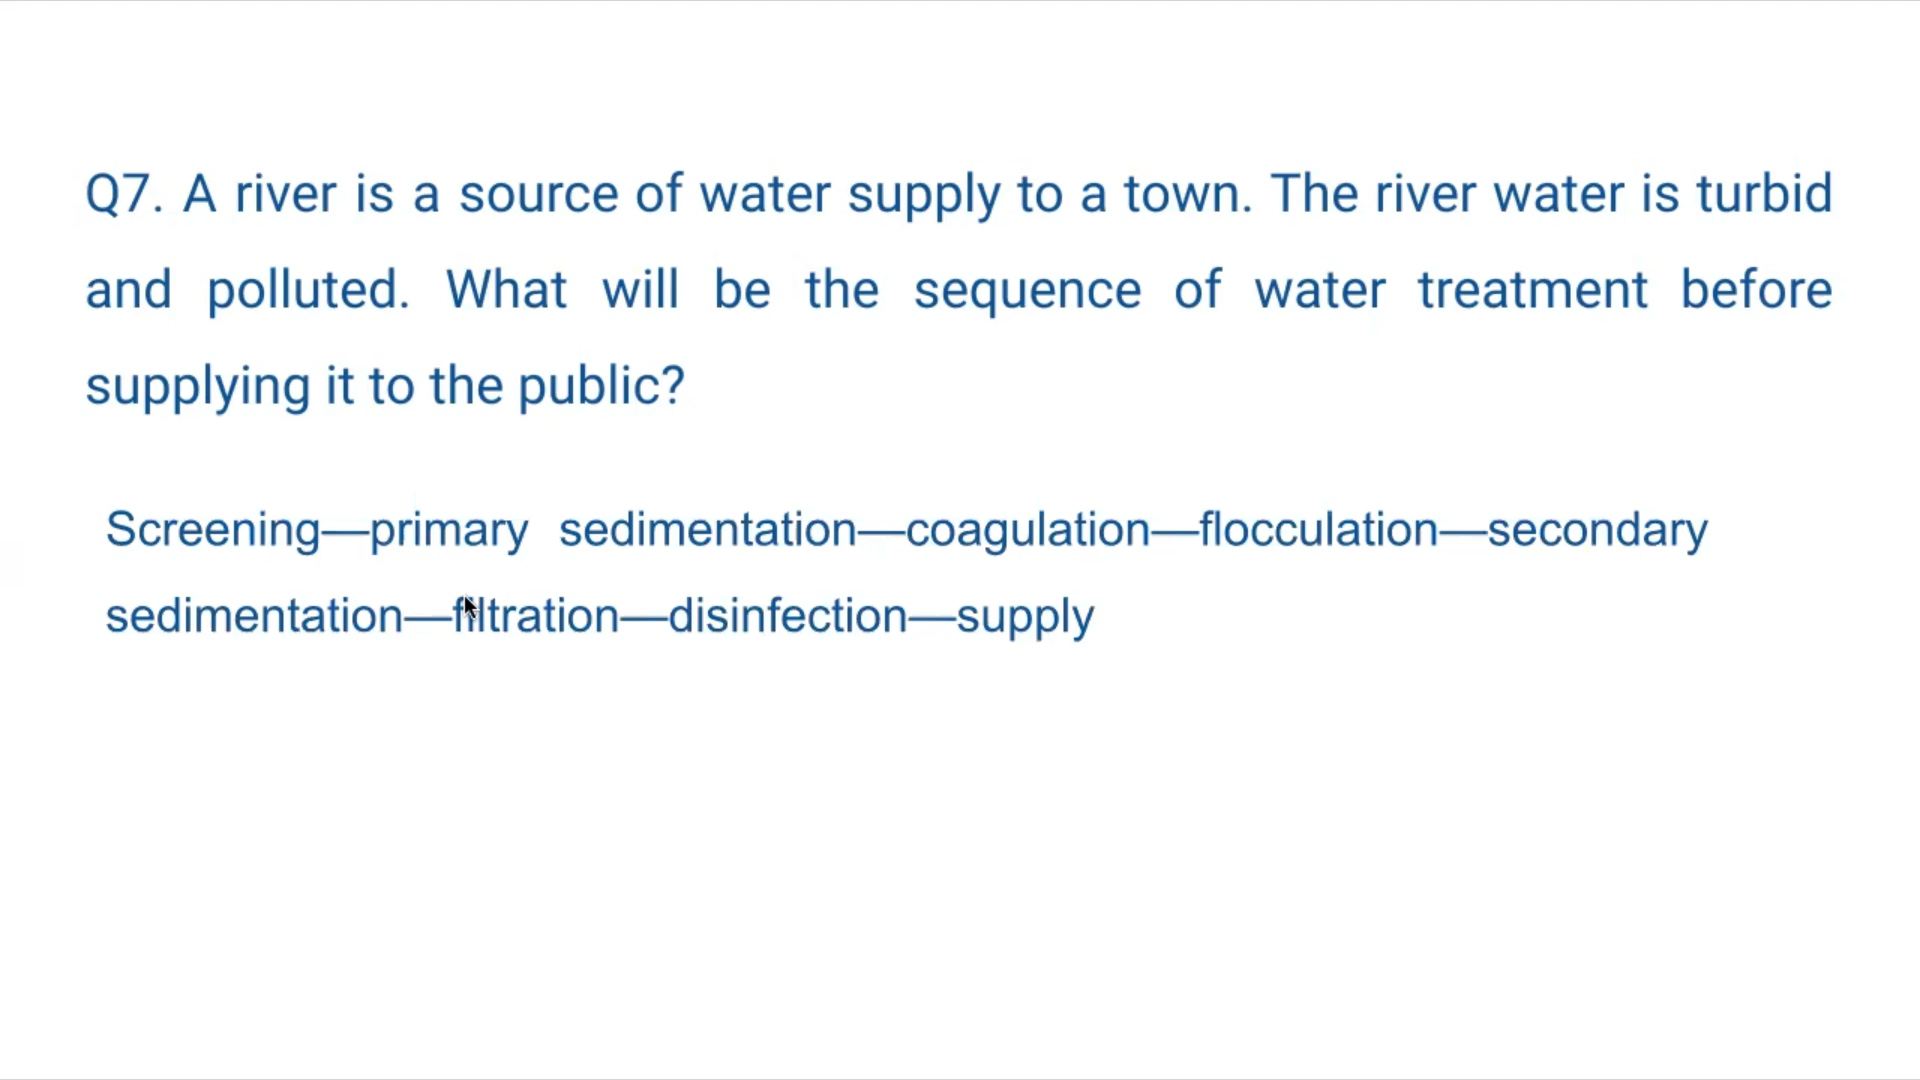 Q7. A river is a source of water supply to a town. The river water is turbid
and polluted. What will be the sequence of water treatment before
supplying it to the public?
Screening—primary sedimentation—coagulation—flocculation—secondary
sedimentation—filtration—disinfection—supply